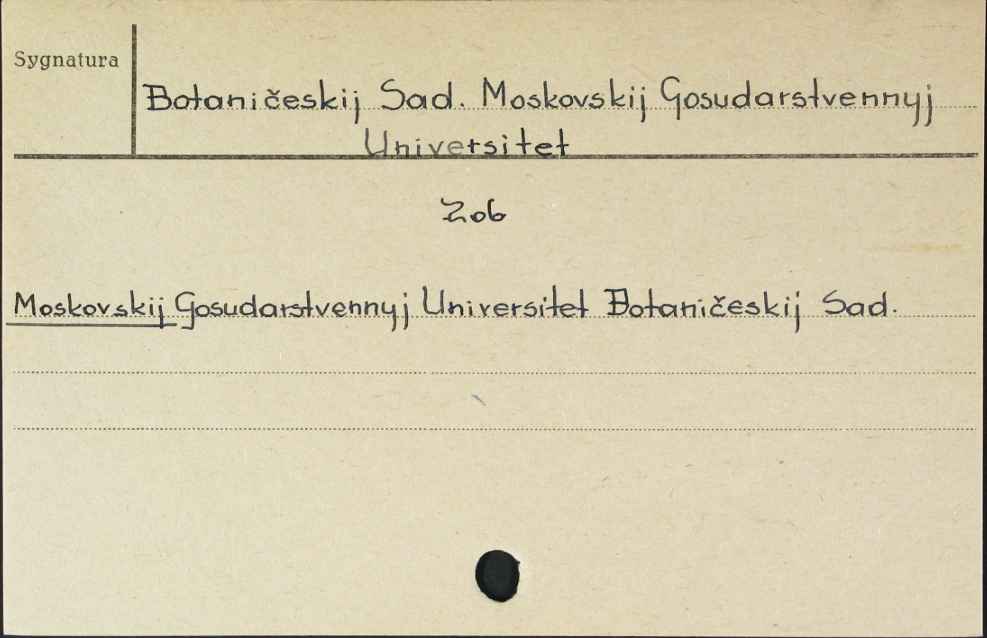 Sygnatura
Botaničeskij Sad. Moskovskij Gosudarstvennyj
Universitet
Zob
Moskovskij Gosudarstvennyj Universitet Botaničeskij Sad.